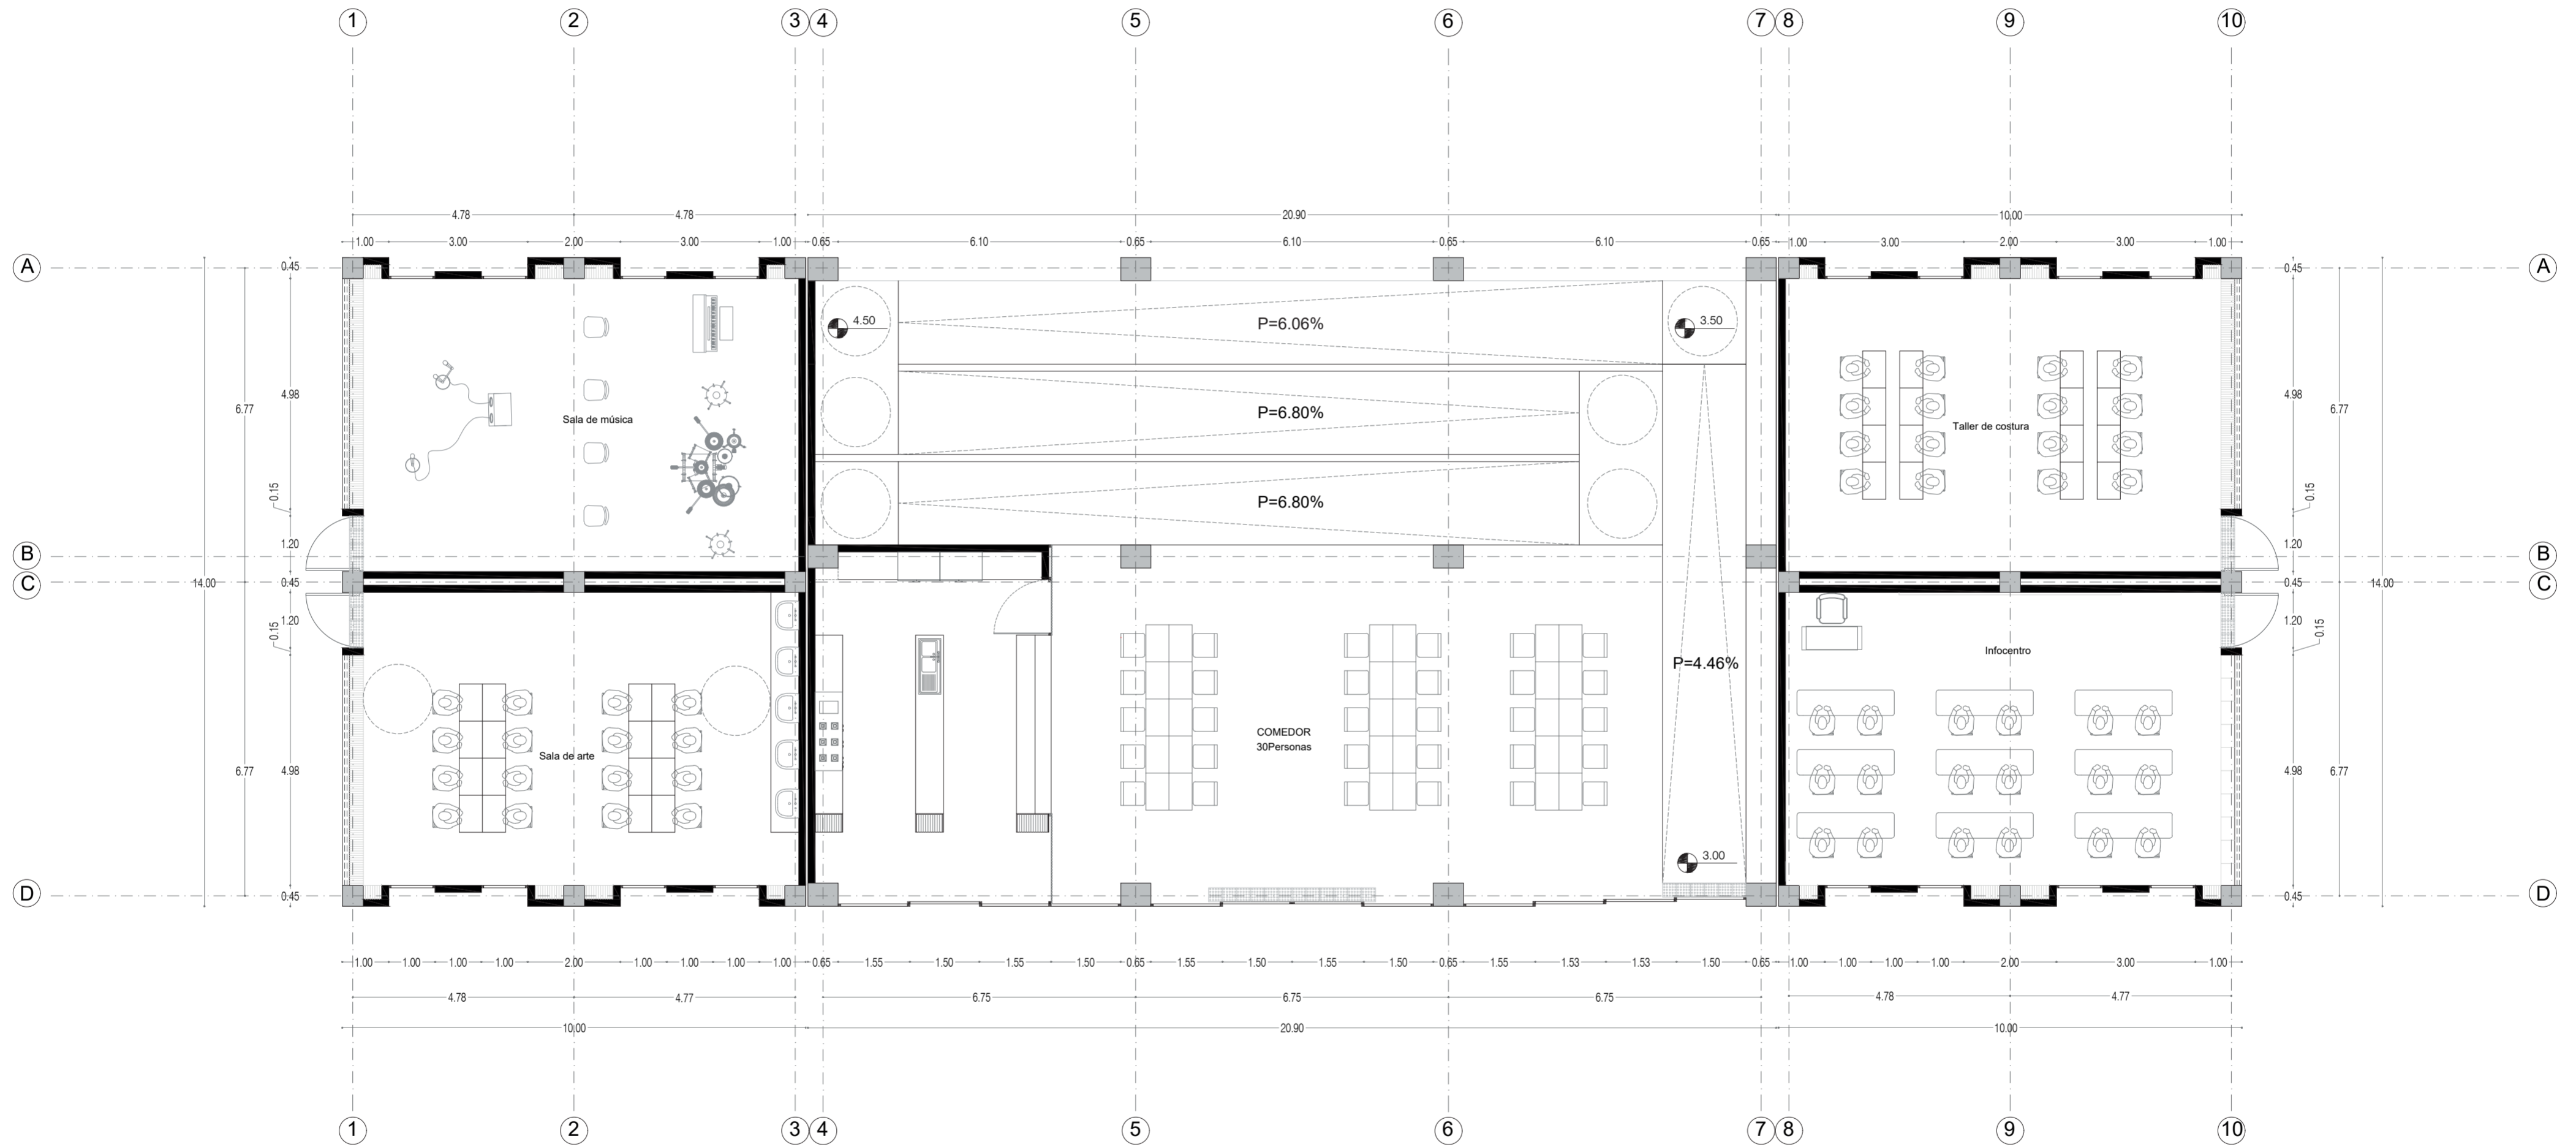 1 2 3 4 5 6 7 8 9 10
4.78 4.78 20.90 10.00
1.00 3.00 2.00 3.00 1.00 0.65 6.10 0.65 6.10 0.65 6.10 0.65 1.00 3.00 2.00 3.00 1.00
A 0.45 0.45 A
4.50 P=6.06% 3.50
6.77 4.98 4.98 6.77
Sala de música P=6.80% Taller de costura
0.15 P=6.80% 0.15
1.20 1.20
B B
C 14.00 0.45 0.45 14.00 C
1.20 1.20
0.15 0.15
Infocentro
P=4.46%
COMEDOR
30Personas
Sala de arte
6.77 4.98 4.98 6.77
3.00
D 0.45 0.45 D
1.00 1.00 1.00 1.00 2.00 1.00 1.00 1.00 1.00 0.65 1.55 1.50 1.55 1.50 0.65 1.55 1.50 1.55 1.50 0.65 1.55 1.53 1.53 1.50 0.65 1.00 1.00 1.00 1.00 2.00 3.00 1.00
4.78 4.77 6.75 6.75 6.75 4.78 4.77
10.00 20.90 10.00
1 2 3 4 5 6 7 8 9 10